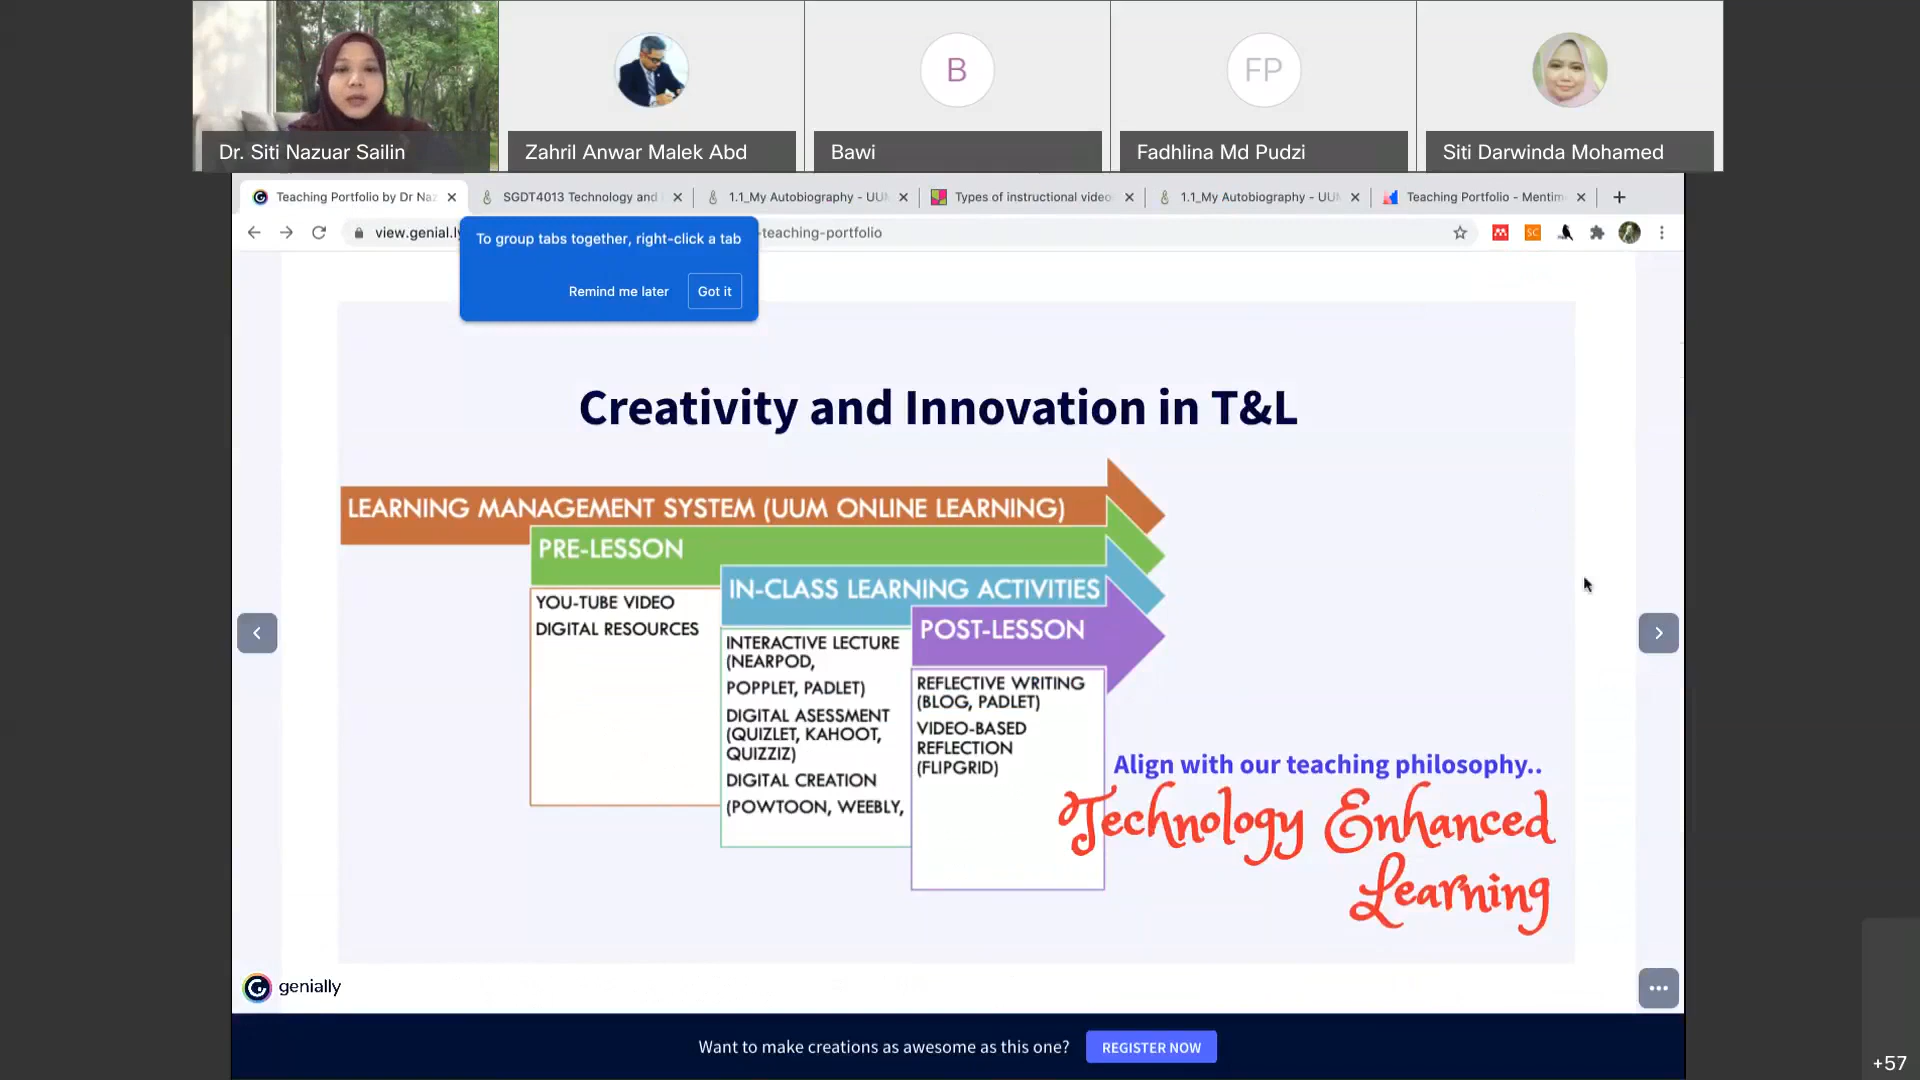 B
FP
Dr. Siti Nazuar Sailin
Zahril Anwar Malek Abd
Bawi
Fadhlina Md Pudzi
Siti Darwinda Mohamed
Teaching Portfolio by Dr Naz
SGDT4013 Technology and
1.1_My Autobiography - UUM
Types of instructional video
1.1_My Autobiography - UUM
Teaching Portfolio - Mentim
view.genial.ly
-teaching-portfolio
SC
To group tabs together, right-click a tab
Remind me later
Got it
Creativity and Innovation in T&L
LEARNING MANAGEMENT SYSTEM (UUM ONLINE LEARNING)
PRE-LESSON
YOU-TUBE VIDEO
DIGITAL RESOURCES
IN-CLASS LEARNING ACTIVITIES
INTERACTIVE LECTURE
(NEARPOD,
POPPLET, PADLET)
DIGITAL ASESSMENT
(QUIZLET, KAHOOT,
QUIZZIZ)
DIGITAL CREATION
(POWTOON, WEEBLY,
POST-LESSON
REFLECTIVE WRITING
(BLOG, PADLET)
VIDEO-BASED
REFLECTION
(FLIPGRID)
Align with our teaching philosophy..
Technology Enhanced
Learning
genially
Want to make creations as awesome as this one?
REGISTER NOW
+57